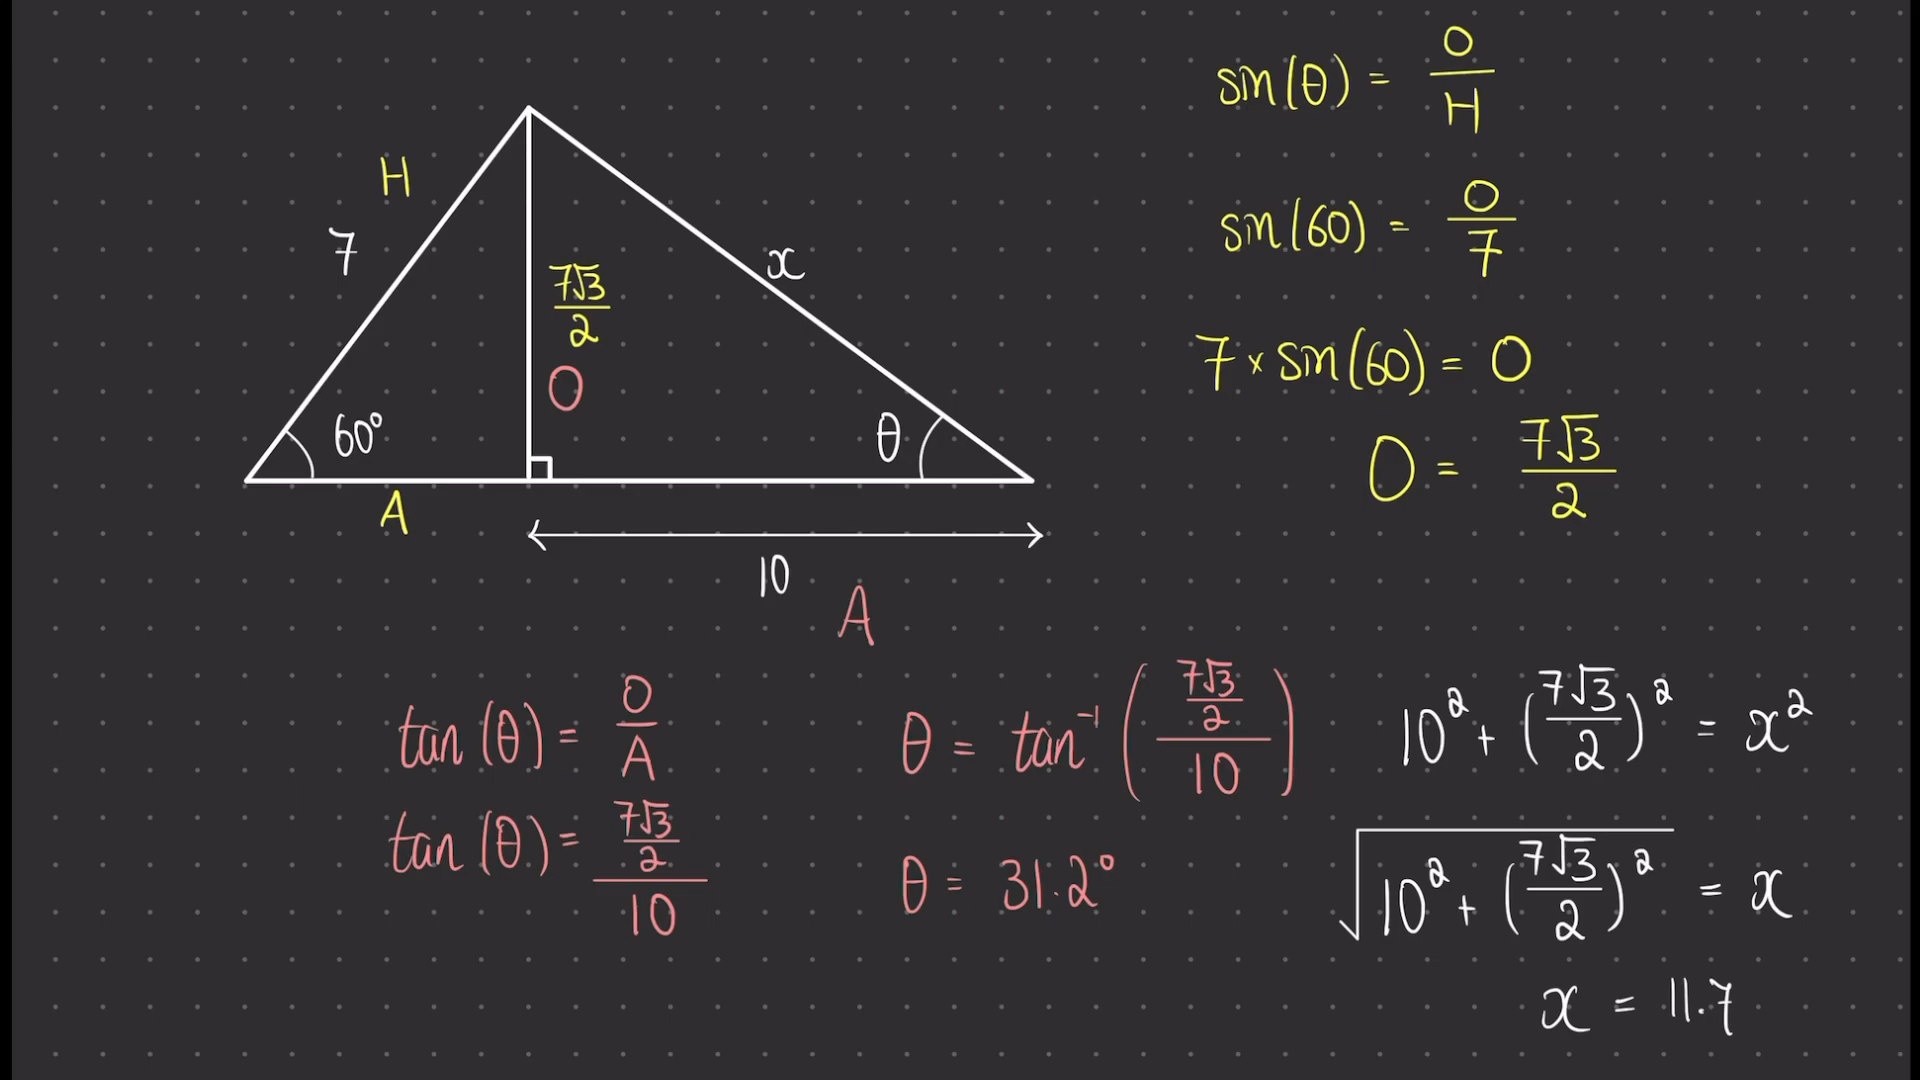 sin(θ) = O/H
H
7
sin(60) = O/7
x
7√3/2
7 × sin(60) = O
O
60°
θ
O = 7√3/2
A
10
A
tan(θ) = O/A
θ = tan⁻¹((7√3/2)/10)
10² + (7√3/2)² = x²
tan(θ) = (7√3/2)/10
θ = 31.2°
√(10² + (7√3/2)²) = x
x = 11.7